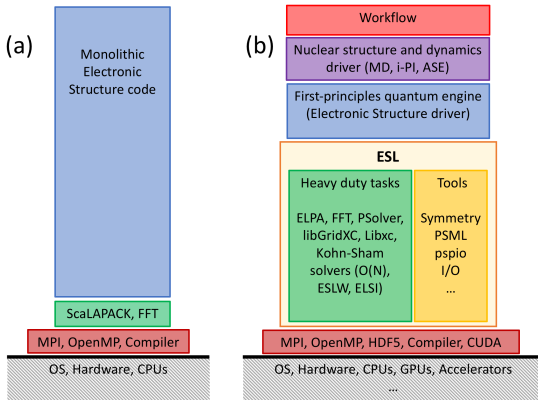 (a)
Monolithic
Electronic
Structure code
ScaLAPACK, FFT
MPI, OpenMP, Compiler
OS, Hardware, CPUs
(b)
Workflow
Nuclear structure and dynamics
driver (MD, i-PI, ASE)
First-principles quantum engine
(Electronic Structure driver)
ESL
Heavy duty tasks
ELPA, FFT, PSolver,
libGridXC, Libxc,
Kohn-Sham
solvers (O(N),
ESLW, ELSI)
Tools
Symmetry
PSML
pspio
I/O
...
MPI, OpenMP, HDF5, Compiler, CUDA
OS, Hardware, CPUs, GPUs, Accelerators
...